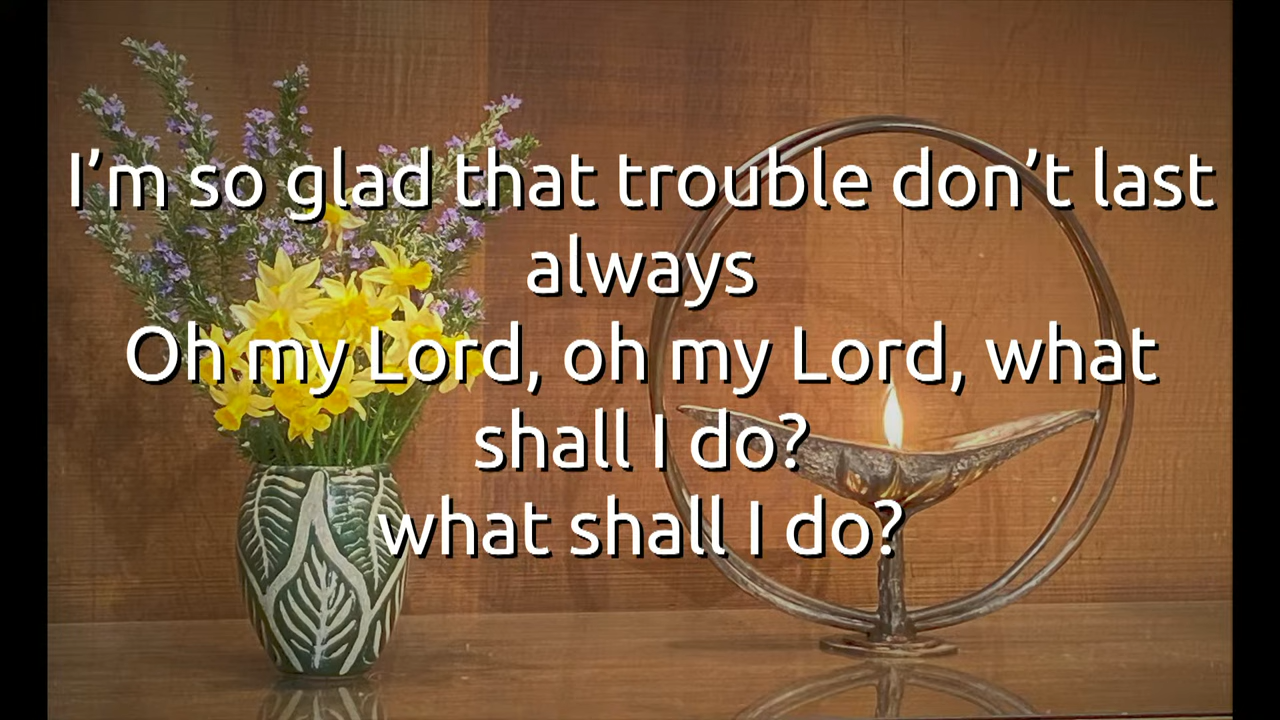 I’m so glad that trouble don’t last
always
Oh my Lord, oh my Lord, what
shall I do?
what shall I do?